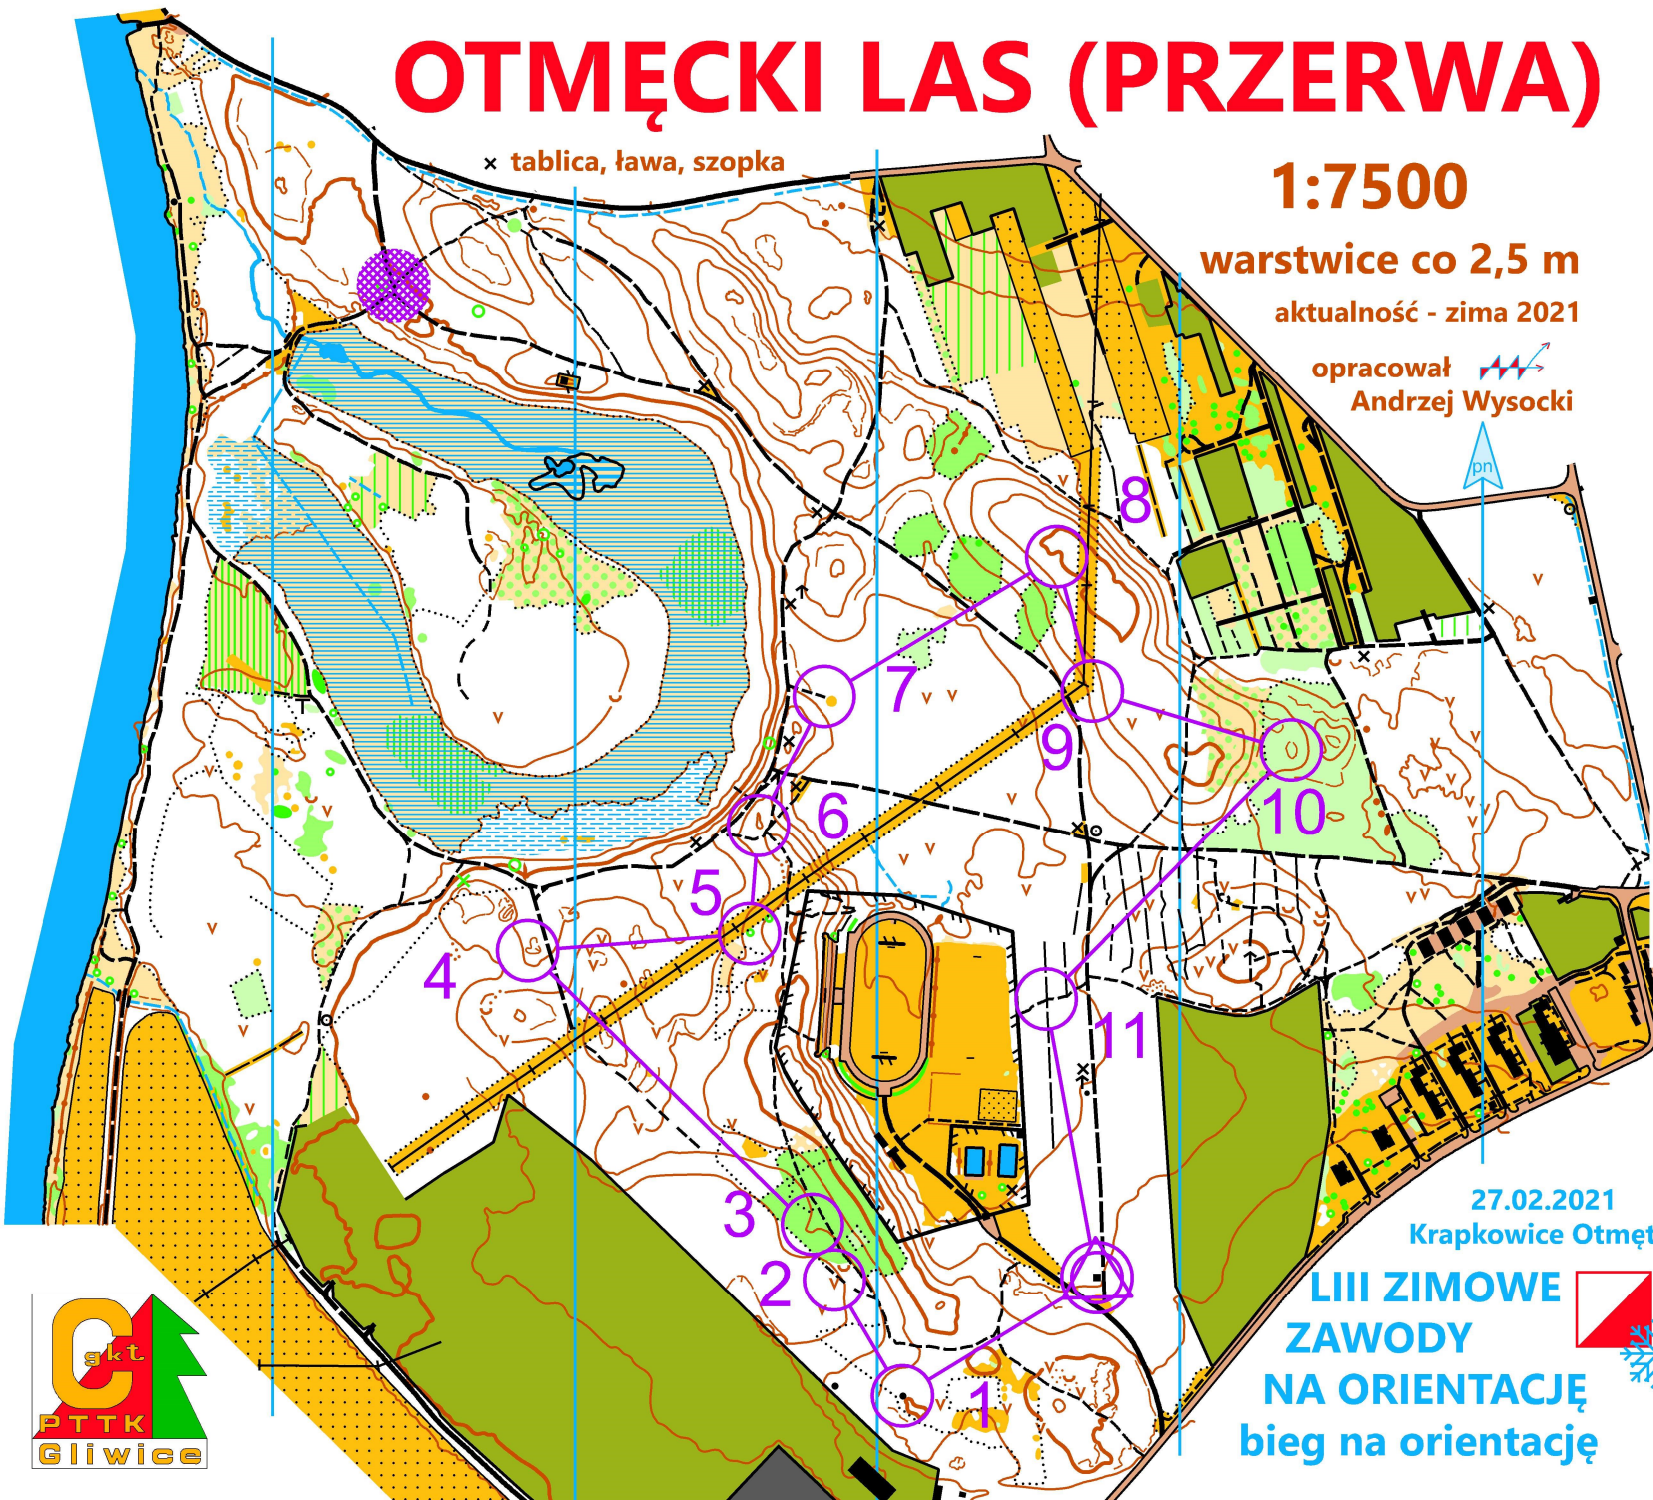 OTMĘCKI LAS (PRZERWA)
× tablica, ława, szopka
1:7500
warstwice co 2,5 m
aktualność - zima 2021
opracował
Andrzej Wysocki
pn
8
7
9
6
10
5
4
11
3
2
1
27.02.2021
Krapkowice Otmęt
LIII ZIMOWE
ZAWODY
NA ORIENTACJĘ
bieg na orientację
gkt
PTTK
Gliwice